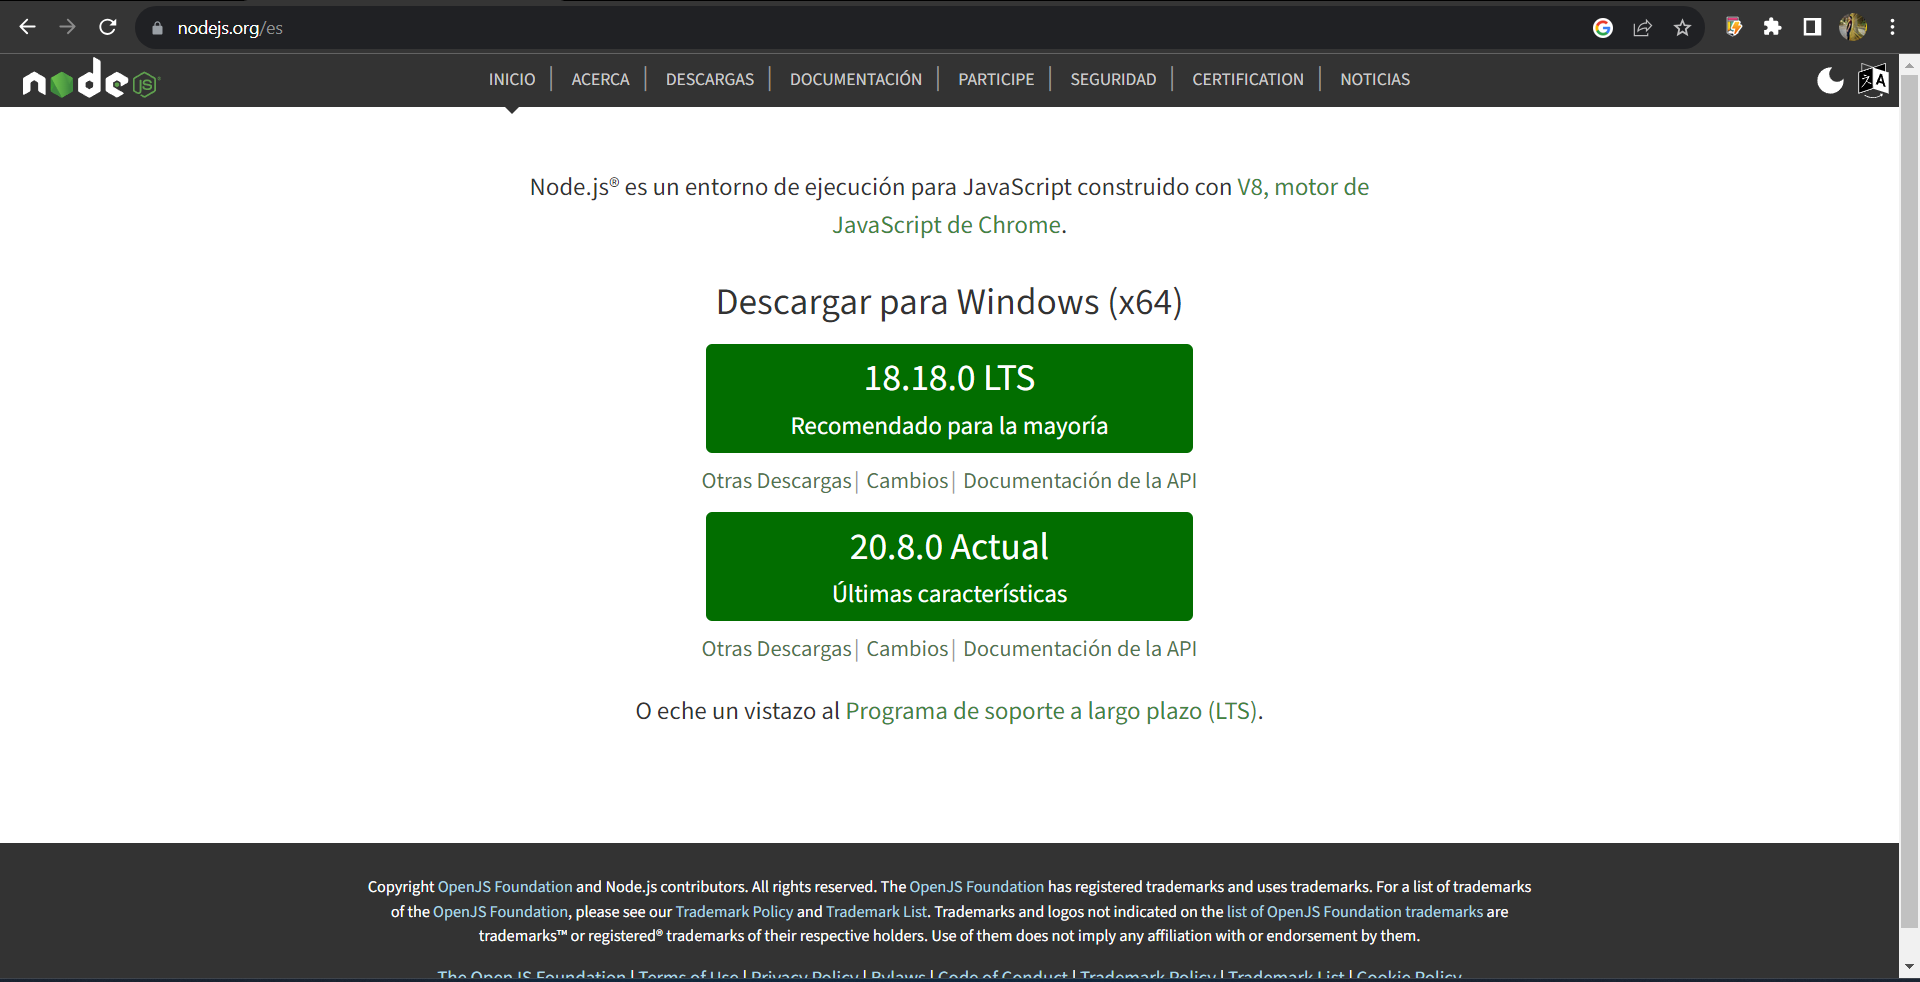 nodejs.org/es
node JS
INICIO | ACERCA | DESCARGAS | DOCUMENTACIÓN | PARTICIPE | SEGURIDAD | CERTIFICATION | NOTICIAS
Node.js® es un entorno de ejecución para JavaScript construido con V8, motor de
JavaScript de Chrome.
Descargar para Windows (x64)
18.18.0 LTS
Recomendado para la mayoría
Otras Descargas| Cambios| Documentación de la API
20.8.0 Actual
Últimas características
Otras Descargas| Cambios| Documentación de la API
O eche un vistazo al Programa de soporte a largo plazo (LTS).
Copyright OpenJS Foundation and Node.js contributors. All rights reserved. The OpenJS Foundation has registered trademarks and uses trademarks. For a list of trademarks
of the OpenJS Foundation, please see our Trademark Policy and Trademark List. Trademarks and logos not indicated on the list of OpenJS Foundation trademarks are
trademarks™ or registered® trademarks of their respective holders. Use of them does not imply any affiliation with or endorsement by them.
The OpenJS Foundation | Terms of Use | Privacy Policy | Bylaws | Code of Conduct | Trademark Policy | Trademark List | Cookie Policy